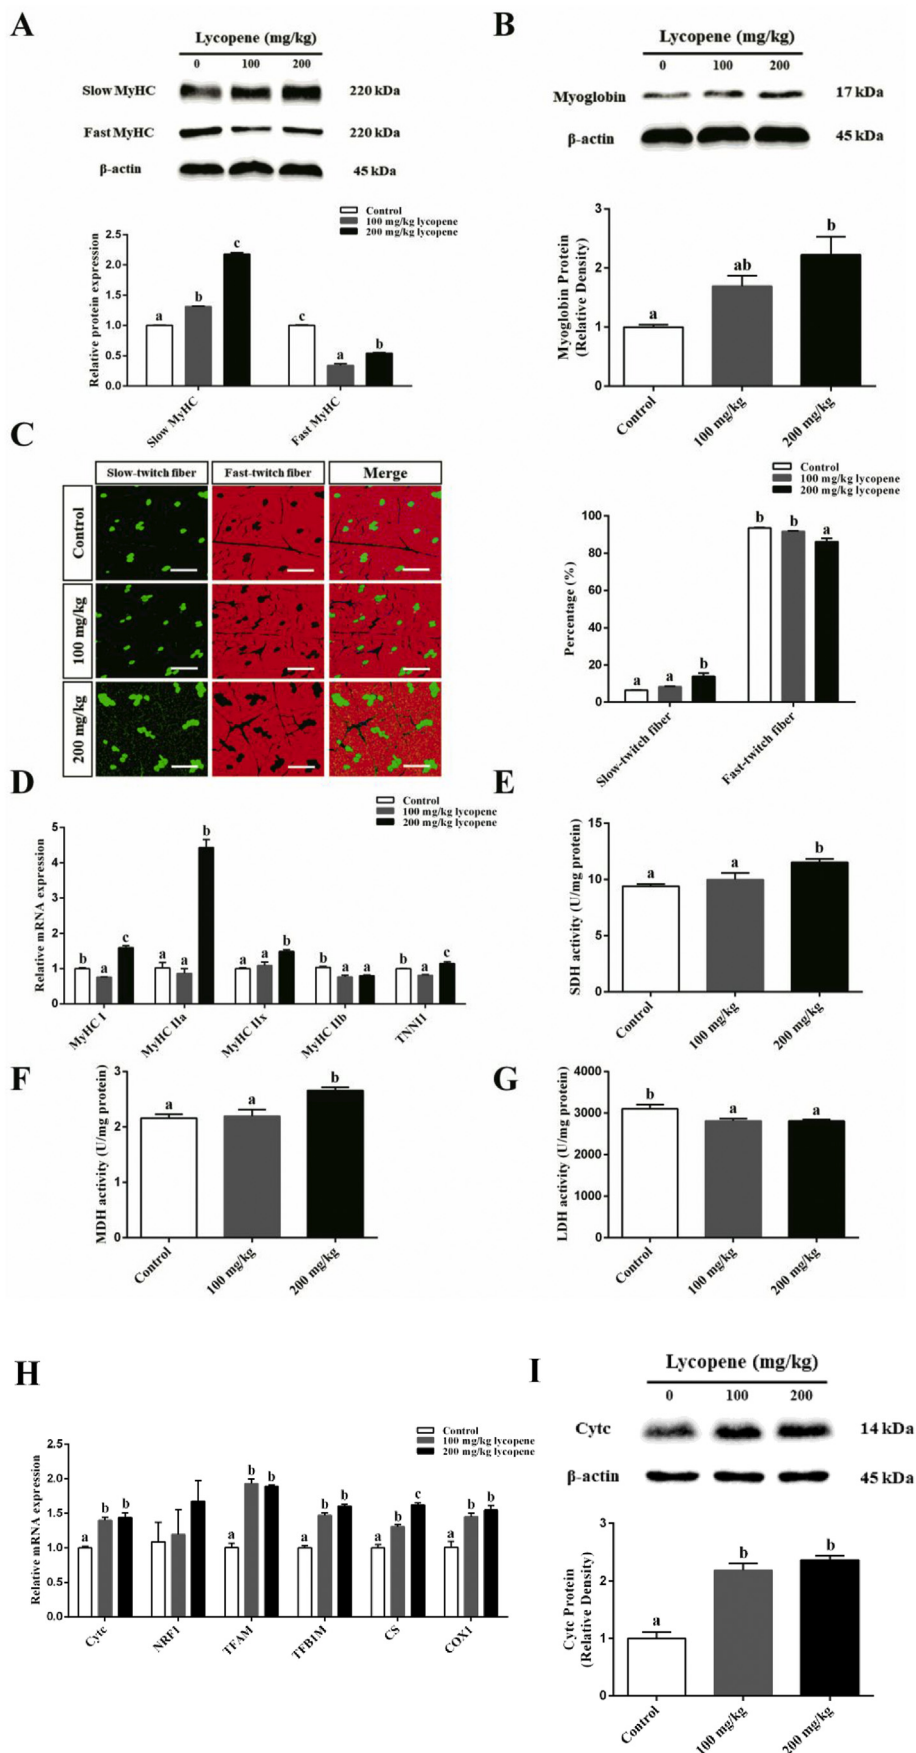 A
Lycopene (mg/kg)
0 100 200
Slow MyHC 220 kDa
Fast MyHC 220 kDa
β-actin 45 kDa
Control
100 mg/kg lycopene
200 mg/kg lycopene
Relative protein expression
2.5
2.0
1.5
1.0
0.5
0.0
a b c c a b
Slow MyHC Fast MyHC
B
Lycopene (mg/kg)
0 100 200
Myoglobin 17 kDa
β-actin 45 kDa
Myoglobin Protein
(Relative Density)
3
2
1
0
a ab b
Control 100 mg/kg 200 mg/kg
C
Slow-twitch fiber Fast-twitch fiber Merge
Control
100 mg/kg
200 mg/kg
Control
100 mg/kg lycopene
200 mg/kg lycopene
Percentage (%)
100
80
60
40
20
0
a a b b b a
Slow-twitch fiber Fast-twitch fiber
D
Control
100 mg/kg lycopene
200 mg/kg lycopene
Relative mRNA expression
5
4
3
2
1
0
b a c a a b a a b b a a b a c
MyHC I MyHC IIa MyHC IIx MyHC IIb TNNI1
E
SDH activity (U/mg protein)
15
10
5
0
a a b
Control 100 mg/kg 200 mg/kg
F
MDH activity (U/mg protein)
3
2
1
0
a a b
Control 100 mg/kg 200 mg/kg
G
LDH activity (U/mg protein)
4000
3000
2000
1000
0
b a a
Control 100 mg/kg 200 mg/kg
H
Control
100 mg/kg lycopene
200 mg/kg lycopene
Relative mRNA expression
2.5
2.0
1.5
1.0
0.5
0.0
a b b a b b a b b a b c a b b
Cytc NRF1 TFAM TFB1M CS COX1
I
Lycopene (mg/kg)
0 100 200
Cytc 14 kDa
β-actin 45 kDa
Cytc Protein
(Relative Density)
3
2
1
0
a b b
Control 100 mg/kg 200 mg/kg